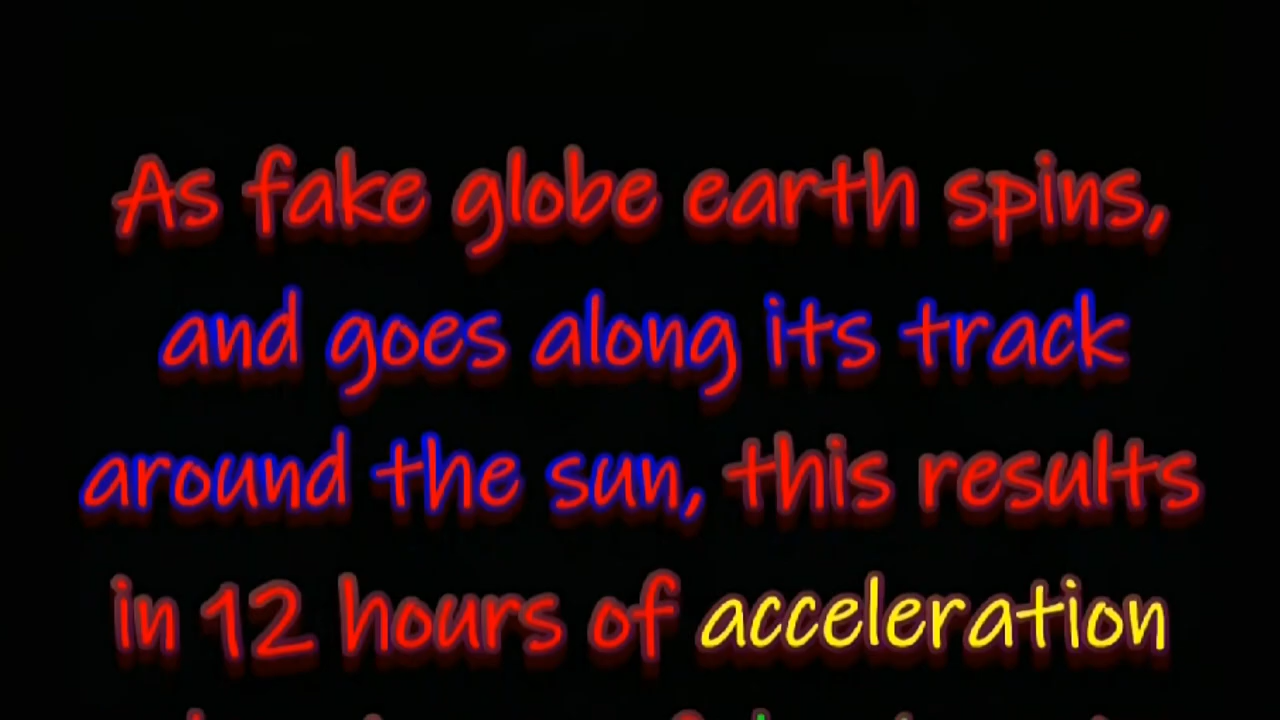 As fake globe earth spins,
and goes along its track
around the sun, this results
in 12 hours of acceleration